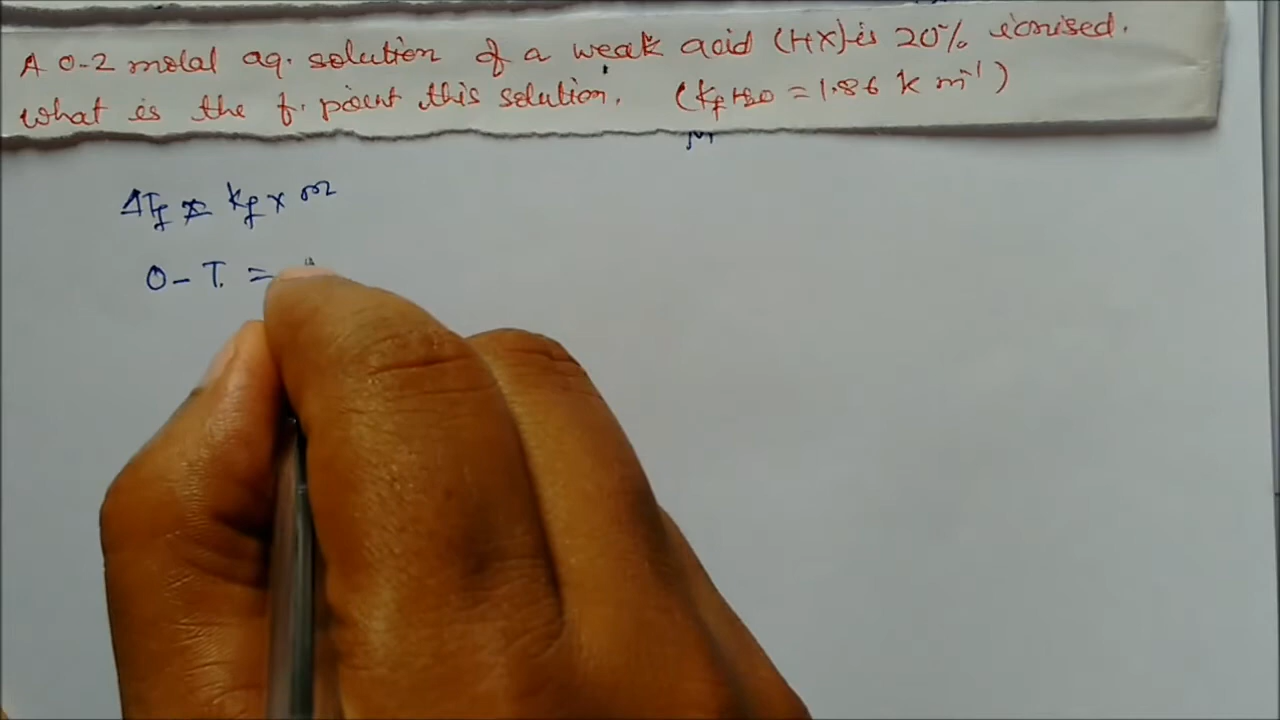 A 0-2 molal aq. solution of a weak acid (HX) is 20% ionised.
what is the f. point this solution. (Kf H2O = 1.86 K m⁻¹)
ΔTf = Kf × m
0 - T. =